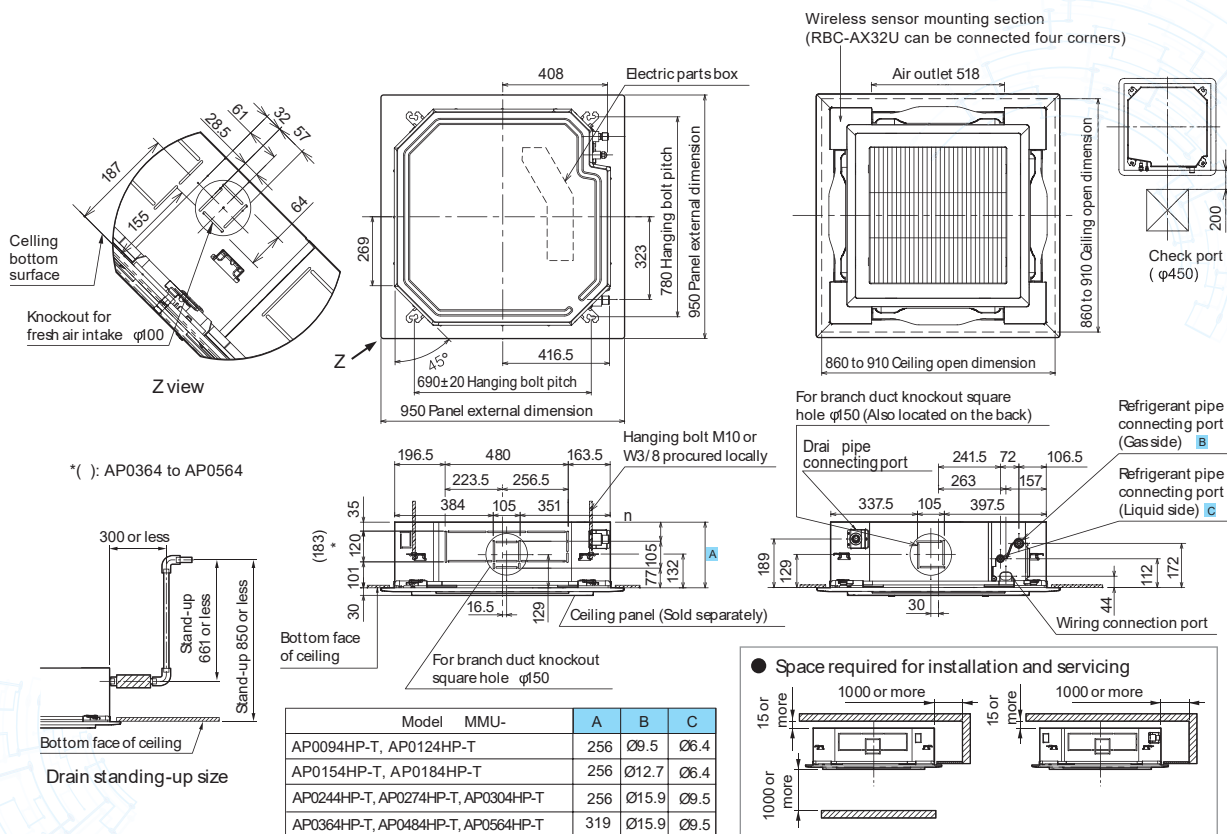 Wireless sensor mounting section
(RBC-AX32U can be connected four corners)
408
Electric parts box
Air outlet 518
61
32
57
28.5
187
155
64
Celling
bottom
surface
Knockout for
fresh air intake φ100
Z view
269
323
780 Hanging bolt pitch
950 Panel external dimension
Z
45°
416.5
690±20 Hanging bolt pitch
950 Panel external dimension
860 to 910 Ceiling open dimension
860 to 910 Ceiling open dimension
200
Check port
( φ450)
*( ): AP0364 to AP0564
300 or less
Stand-up
661 or less
Stand-up 850 or less
Bottom face of ceiling
Drain standing-up size
Hanging bolt M10 or
W3/8 procured locally
196.5
480
163.5
223.5
256.5
384
105
351
n
35
(183)
*
120
101
30
105
77
132
A
16.5
129
Ceiling panel (Sold separately)
Bottom face
of ceiling
For branch duct knockout
square hole φ150
For branch duct knockout square
hole φ150 (Also located on the back)
Drai pipe
connecting port
Refrigerant pipe
connecting port
(Gas side) B
Refrigerant pipe
connecting port
(Liquid side) C
241.5
72
106.5
263
157
337.5
105
397.5
189
129
30
112
172
44
Wiring connection port
Model MMU- A B C
AP0094HP-T, AP0124HP-T 256 Ø9.5 Ø6.4
AP0154HP-T, AP0184HP-T 256 Ø12.7 Ø6.4
AP0244HP-T, AP0274HP-T, AP0304HP-T 256 Ø15.9 Ø9.5
AP0364HP-T, AP0484HP-T, AP0564HP-T 319 Ø15.9 Ø9.5
● Space required for installation and servicing
15 or
more
1000 or more
1000 or
more
15 or
more
1000 or more